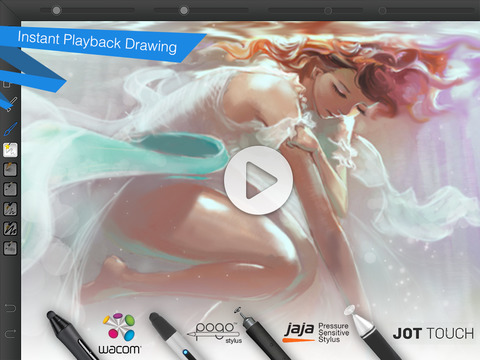 Instant Playback Drawing
wacom
pogo
stylus
jaja
Pressure
Sensitive
Stylus
JOT TOUCH